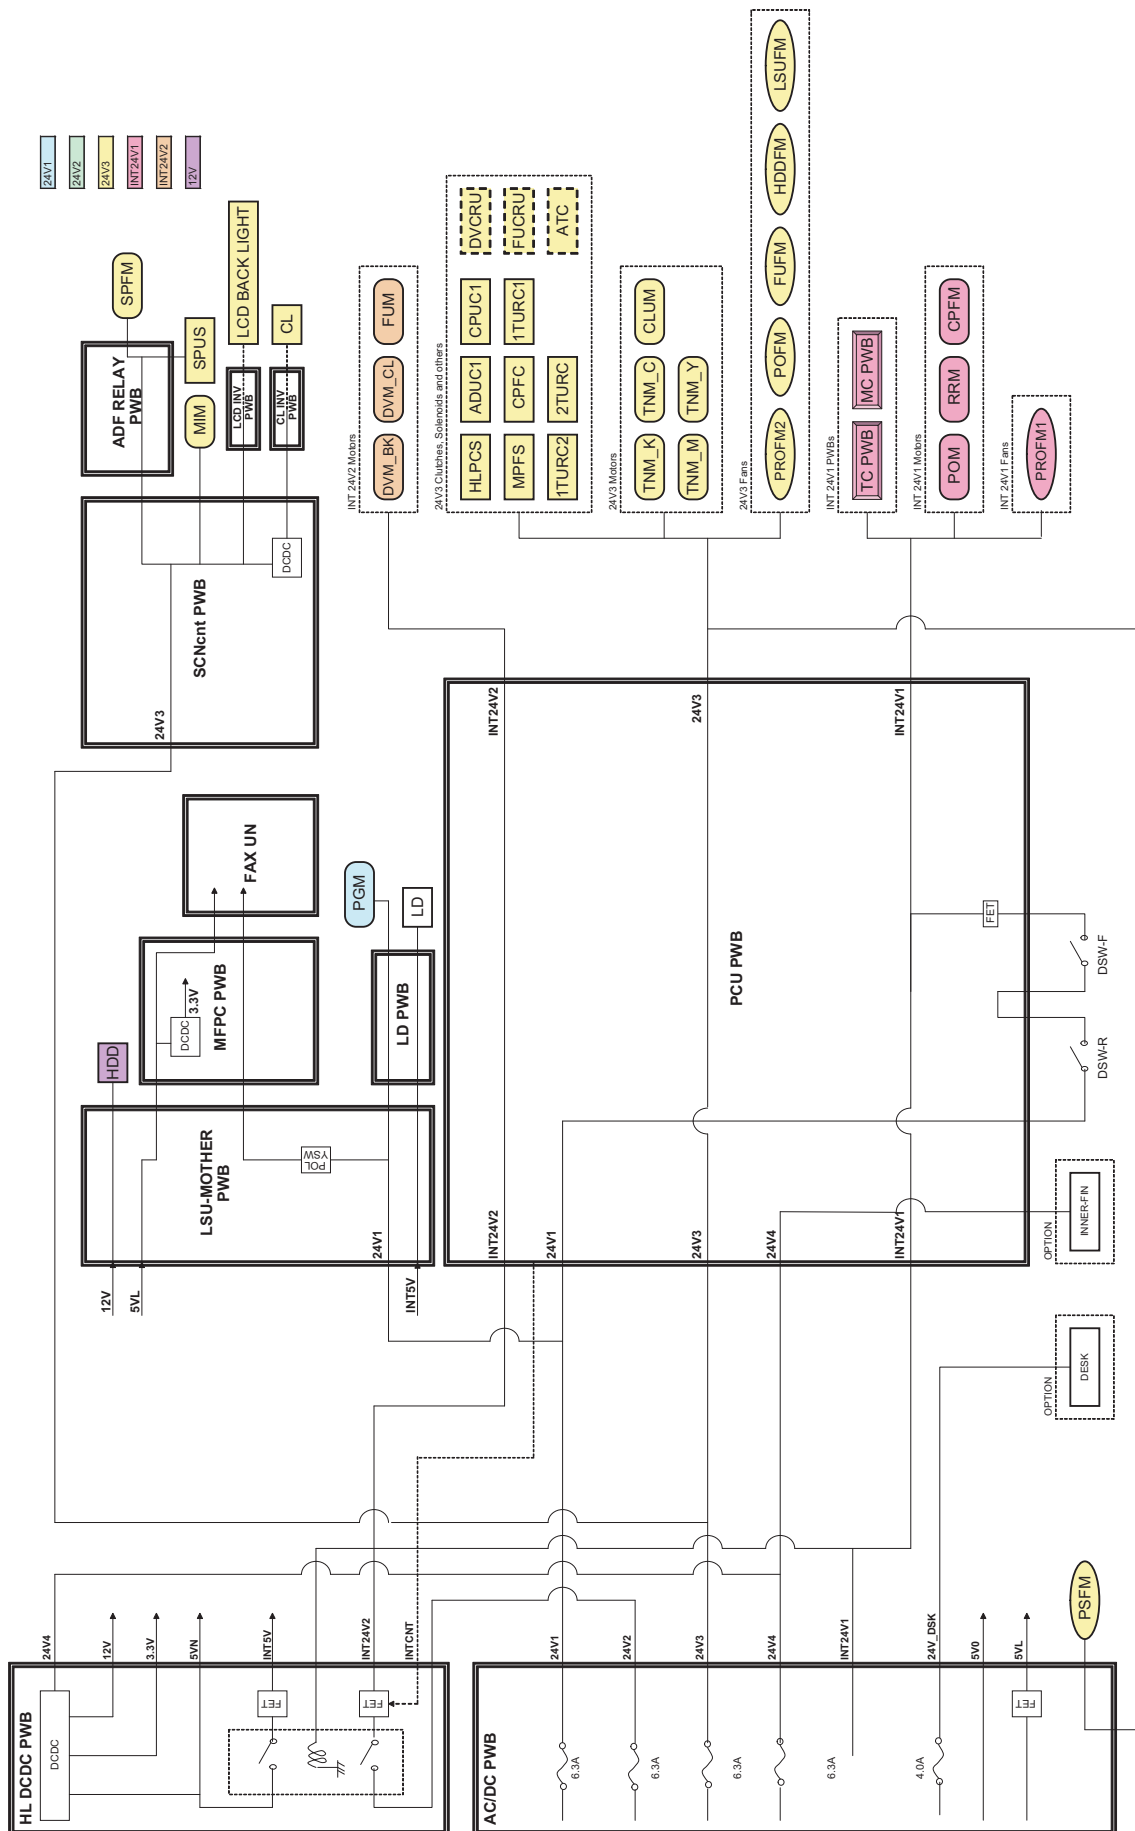 24V1
24V2
24V3
INT24V1
INT24V2
12V
SPFM
ADF RELAY
PWB
SPUS
MIM
LCD BACK LIGHT
LCD INV
PWB
CL
CL INV
PWB
SCNcnt PWB
DCDC
24V3
FAX UN
MFPC PWB
DCDC
3.3V
HDD
LSU-MOTHER
PWB
POL
YSW
PGM
LD
LD PWB
12V
5VL
24V1
INT5V
INT 24V2 Motors
DVM_BK
DVM_CL
FUM
24V3 Clutches, Solenoids and others
HLPCS
ADUC1
CPUC1
DVCRU
MPFS
CPFC
1TURC1
FUCRU
1TURC2
2TURC
ATC
24V3 Motors
TNM_K
TNM_C
CLUM
TNM_M
TNM_Y
24V3 Fans
PROFM2
POFM
FUFM
HDDFM
LSUFM
INT 24V1 PWBs
TC PWB
MC PWB
INT 24V1 Motors
POM
RRM
CPFM
INT 24V1 Fans
PROFM1
PCU PWB
INT24V2
24V3
INT24V1
INT24V2
24V1
24V3
24V4
INT24V1
FET
DSW-F
DSW-R
OPTION
INNER-FIN
OPTION
DESK
HL DCDC PWB
DCDC
24V4
12V
3.3V
5VN
INT5V
INT24V2
INTCNT
FET
FET
AC/DC PWB
24V1
24V2
24V3
24V4
INT24V1
24V_DSK
5V0
5VL
6.3A
6.3A
6.3A
6.3A
4.0A
FET
PSFM